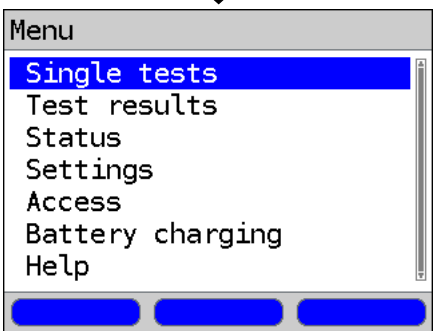 Menu
Single tests
Test results
Status
Settings
Access
Battery charging
Help